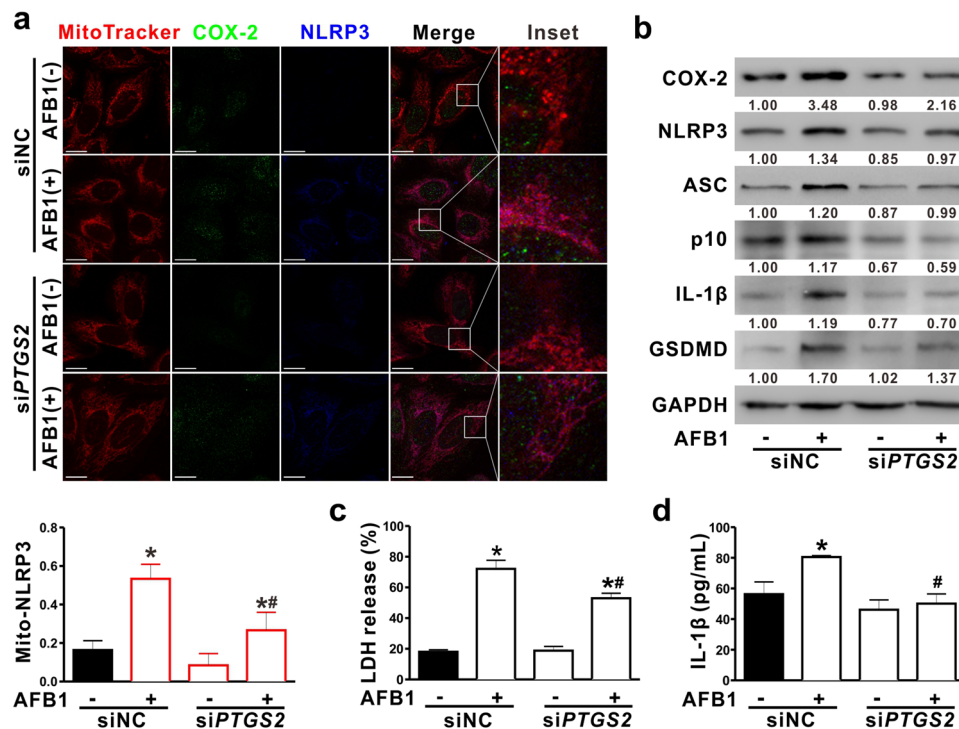 a
MitoTracker COX-2 NLRP3 Merge Inset
siNC
AFB1(-)
AFB1(+)
siPTGS2
AFB1(-)
AFB1(+)
b
COX-2
1.00 3.48 0.98 2.16
NLRP3
1.00 1.34 0.85 0.97
ASC
1.00 1.20 0.87 0.99
p10
1.00 1.17 0.67 0.59
IL-1β
1.00 1.19 0.77 0.70
GSDMD
1.00 1.70 1.02 1.37
GAPDH
AFB1 - + - +
siNC siPTGS2
Mito-NLRP3
0.8
0.6
0.4
0.2
0.0
* *#
AFB1 - + - +
siNC siPTGS2
c
LDH release (%)
100
80
60
40
20
0
* *#
AFB1 - + - +
siNC siPTGS2
d
IL-1β (pg/mL)
100
80
60
40
20
0
* #
AFB1 - + - +
siNC siPTGS2